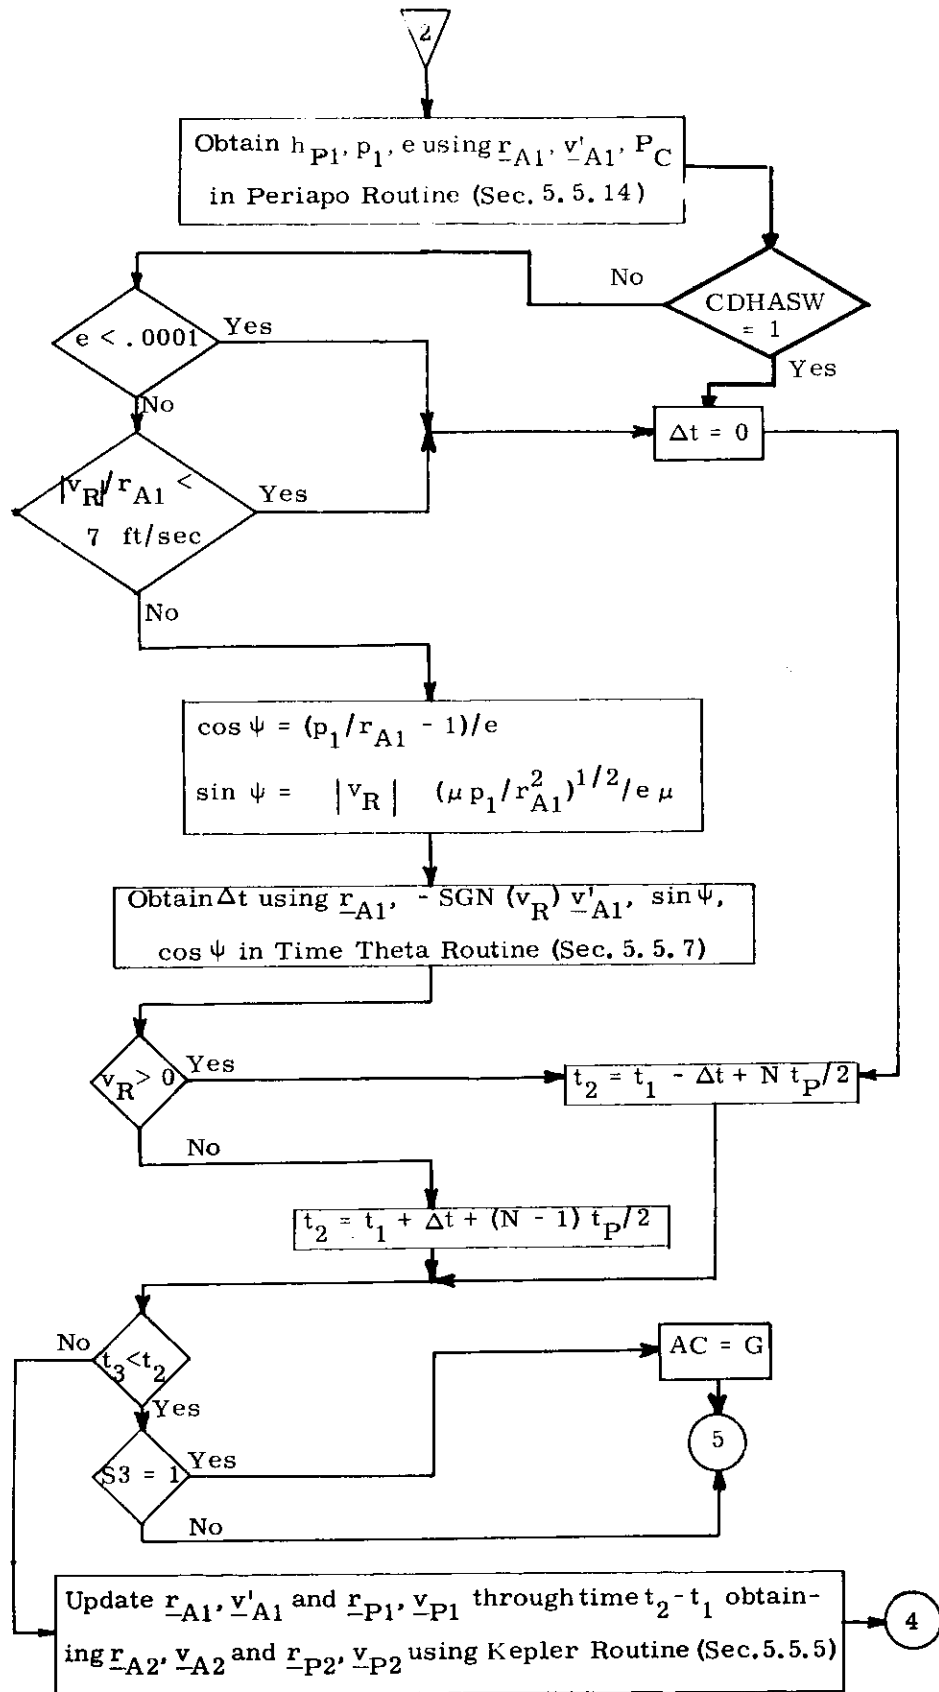 2
Obtain h_P1, p_1, e using r_A1, v'_A1, P_C
in Periapo Routine (Sec. 5.5.14)
No
CDHASW
= 1
Yes
e < .0001
Yes
No
Δt = 0
|v_R|/r_A1 <
7 ft/sec
Yes
No
cos ψ = (p_1/r_A1 - 1)/e
sin ψ = |v_R| (μ p_1/r_A1^2)^1/2/e μ
Obtain Δt using r_A1, - SGN (v_R) v'_A1, sin ψ,
cos ψ in Time Theta Routine (Sec. 5.5.7)
v_R > 0
Yes
t_2 = t_1 - Δt + N t_P/2
No
t_2 = t_1 + Δt + (N - 1) t_P/2
No
t_3 < t_2
AC = G
Yes
S3 = 1
Yes
5
No
Update r_A1, v'_A1 and r_P1, v_P1 through time t_2 - t_1 obtain-
ing r_A2, v_A2 and r_P2, v_P2 using Kepler Routine (Sec. 5.5.5)
4